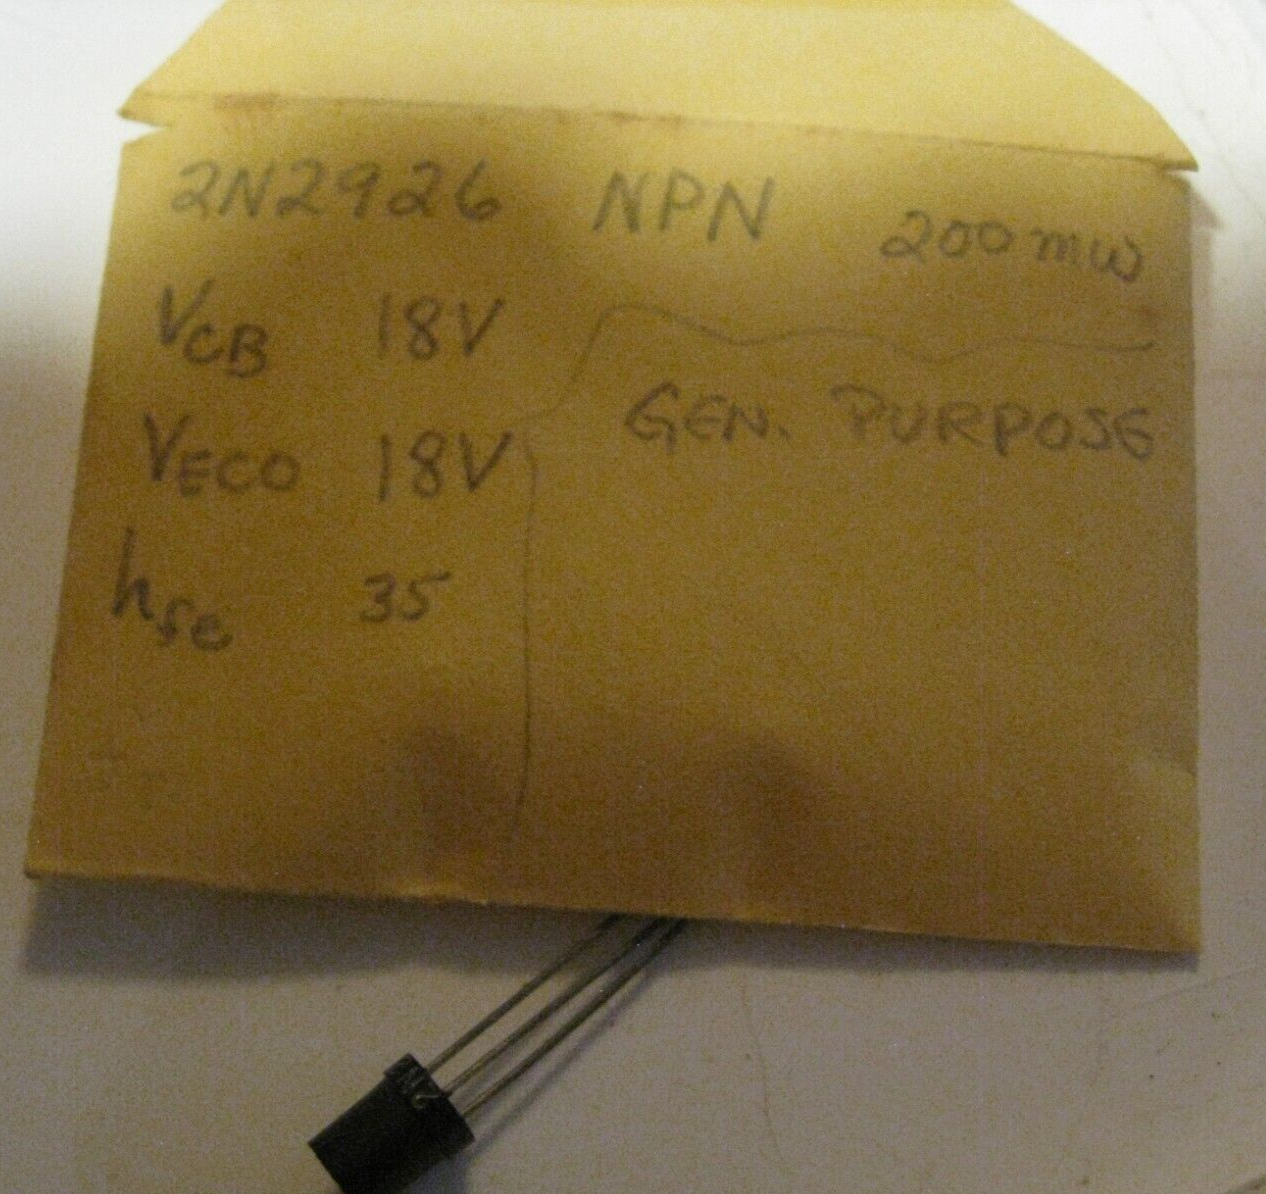 2N2926 NPN 200mw
VCB 18V
GEN. PURPOSE
VECO 18V
hfe 35